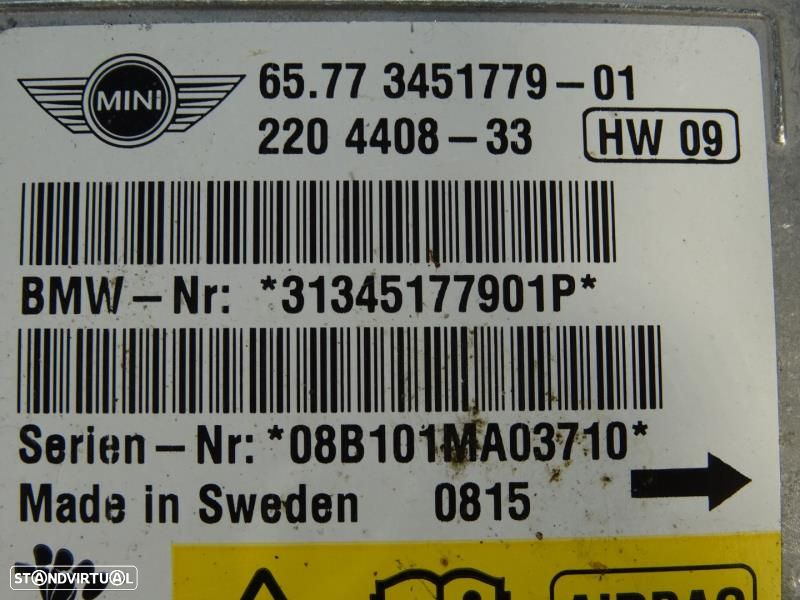 MINI
65.77 3451779-01
220 4408-33 HW 09
BMW-Nr: *31345177901P*
Serien-Nr: *08B101MA03710*
Made in Sweden 0815
AIRBAG
STANDVIRTUAL